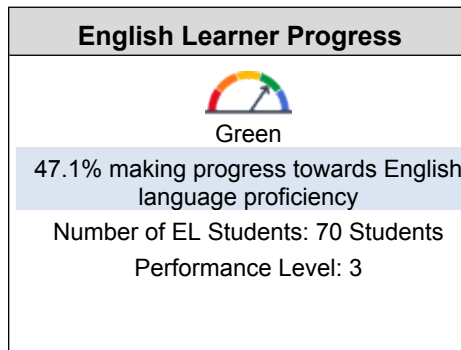 English Learner Progress
Green
47.1% making progress towards English
language proficiency
Number of EL Students: 70 Students
Performance Level: 3